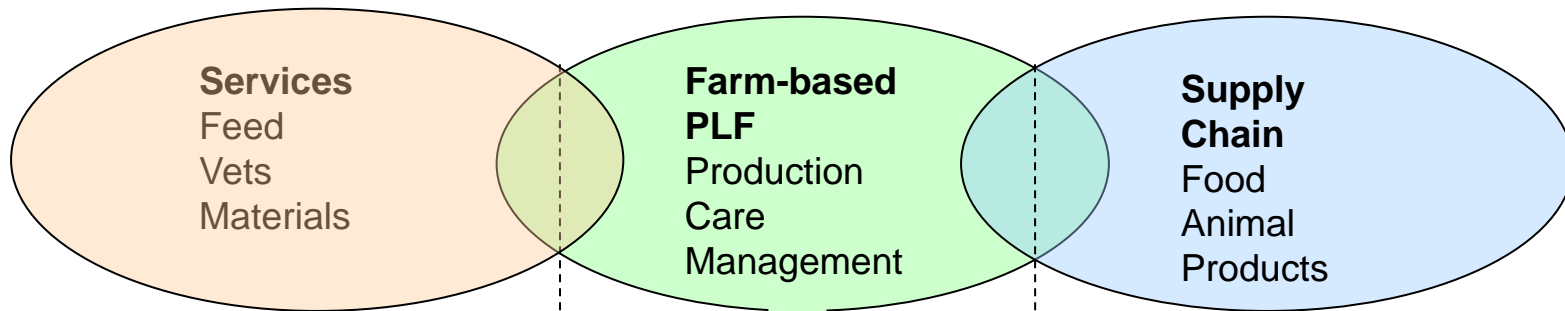 Services
Feed
Vets
Materials
Farm-based
PLF
Production
Care
Management
Supply
Chain
Food
Animal
Products